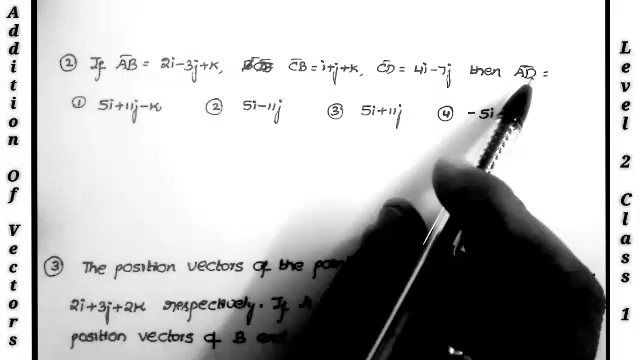 Addition Of Vectors
② If AB̅ = 2i-3j+k, CB̅ = i+j+k, CD̅ = 4i-7j then AD̅ =
① 5i+11j-k ② 5i-11j ③ 5i+11j ④ -5i
③ The position vectors of the
2i+3j+2k respectively. If
position vectors of B
Level 2 Class 1